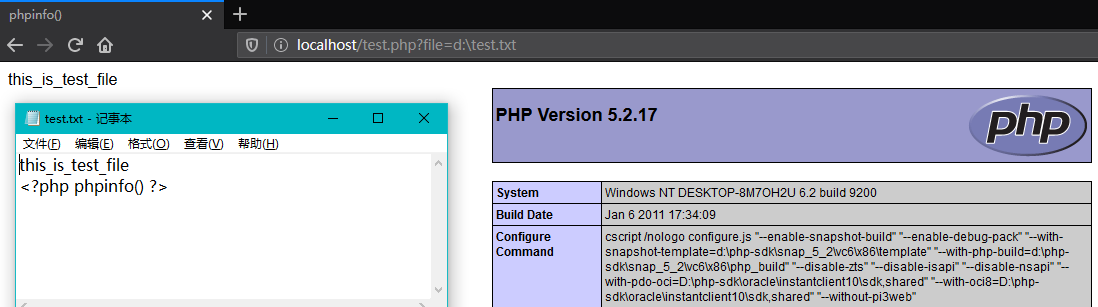 phpinfo()
localhost/test.php?file=d:\test.txt
this_is_test_file
test.txt - 记事本
文件(F) 编辑(E) 格式(O) 查看(V) 帮助(H)
this_is_test_file
<?php phpinfo() ?>
PHP Version 5.2.17
php
System Windows NT DESKTOP-8M7OH2U 6.2 build 9200
Build Date Jan 6 2011 17:34:09
Configure Command cscript /nologo configure.js "--enable-snapshot-build" "--enable-debug-pack" "--with-
snapshot-template=d:\php-sdk\snap_5_2\vc6\x86\template" "--with-php-build=d:\php-
sdk\snap_5_2\vc6\x86\php_build" "--disable-zts" "--disable-isapi" "--disable-nsapi" "--
with-pdo-oci=D:\php-sdk\oracle\instantclient10\sdk,shared" "--with-oci8=D:\php-
sdk\oracle\instantclient10\sdk,shared" "--without-pi3web"